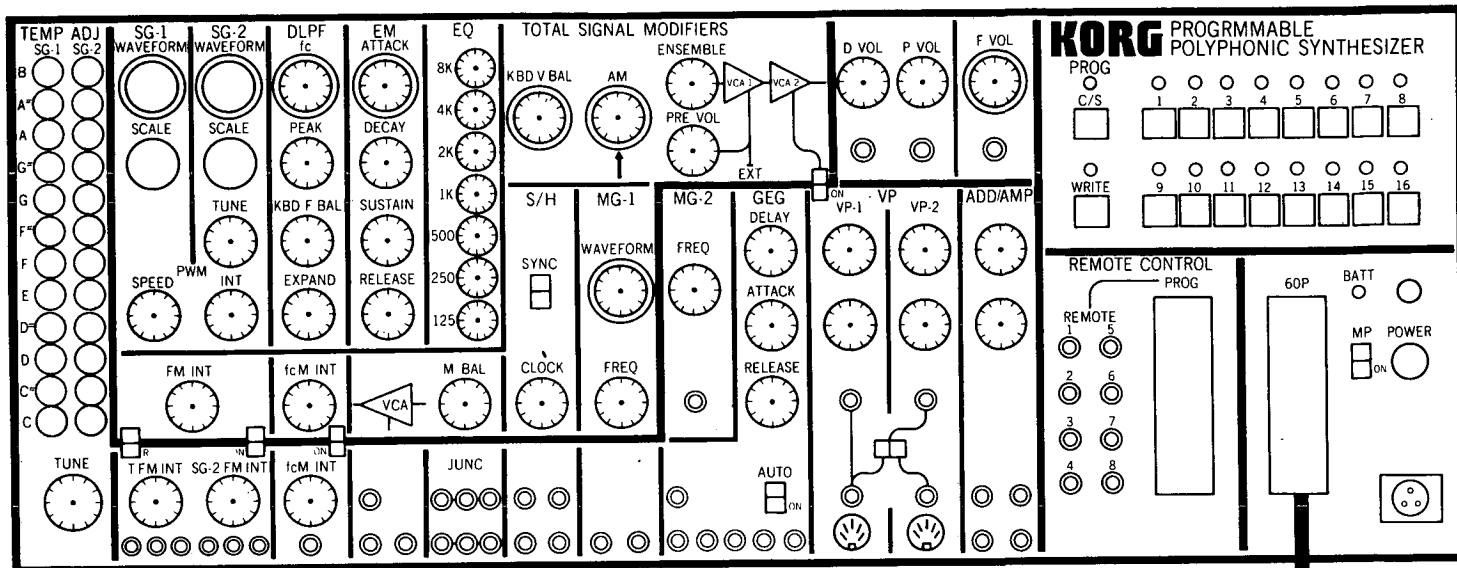 TEMP ADJ
SG-1 SG-2
B
A#
A
G#
G
F#
F
E
D#
D
C#
C
TUNE
SG-1
WAVEFORM
SCALE
SG-2
WAVEFORM
SCALE
TUNE
PWM
SPEED
INT
DLPF
fc
PEAK
KBD F BAL
EXPAND
EM
ATTACK
DECAY
SUSTAIN
RELEASE
EQ
8K
4K
2K
1K
500
250
125
TOTAL SIGNAL MODIFIERS
KBD V BAL
AM
ENSEMBLE
PRE VOL
VCA 1
VCA 2
EXT
ON
D VOL
P VOL
F VOL
FM INT
fcM INT
VCA
M BAL
S/H
SYNC
CLOCK
MG-1
WAVEFORM
FREQ
MG-2
FREQ
GEG
DELAY
ATTACK
RELEASE
AUTO
ON
VP
VP-1
VP-2
ADD/AMP
R
ON
ON
T FM INT
SG-2 FM INT
fcM INT
JUNC
KORG PROGRMMABLE
POLYPHONIC SYNTHESIZER
PROG
C/S
1 2 3 4 5 6 7 8
WRITE
9 10 11 12 13 14 15 16
REMOTE CONTROL
PROG
REMOTE
1 5
2 6
3 7
4 8
60P
BATT
MP
ON
POWER